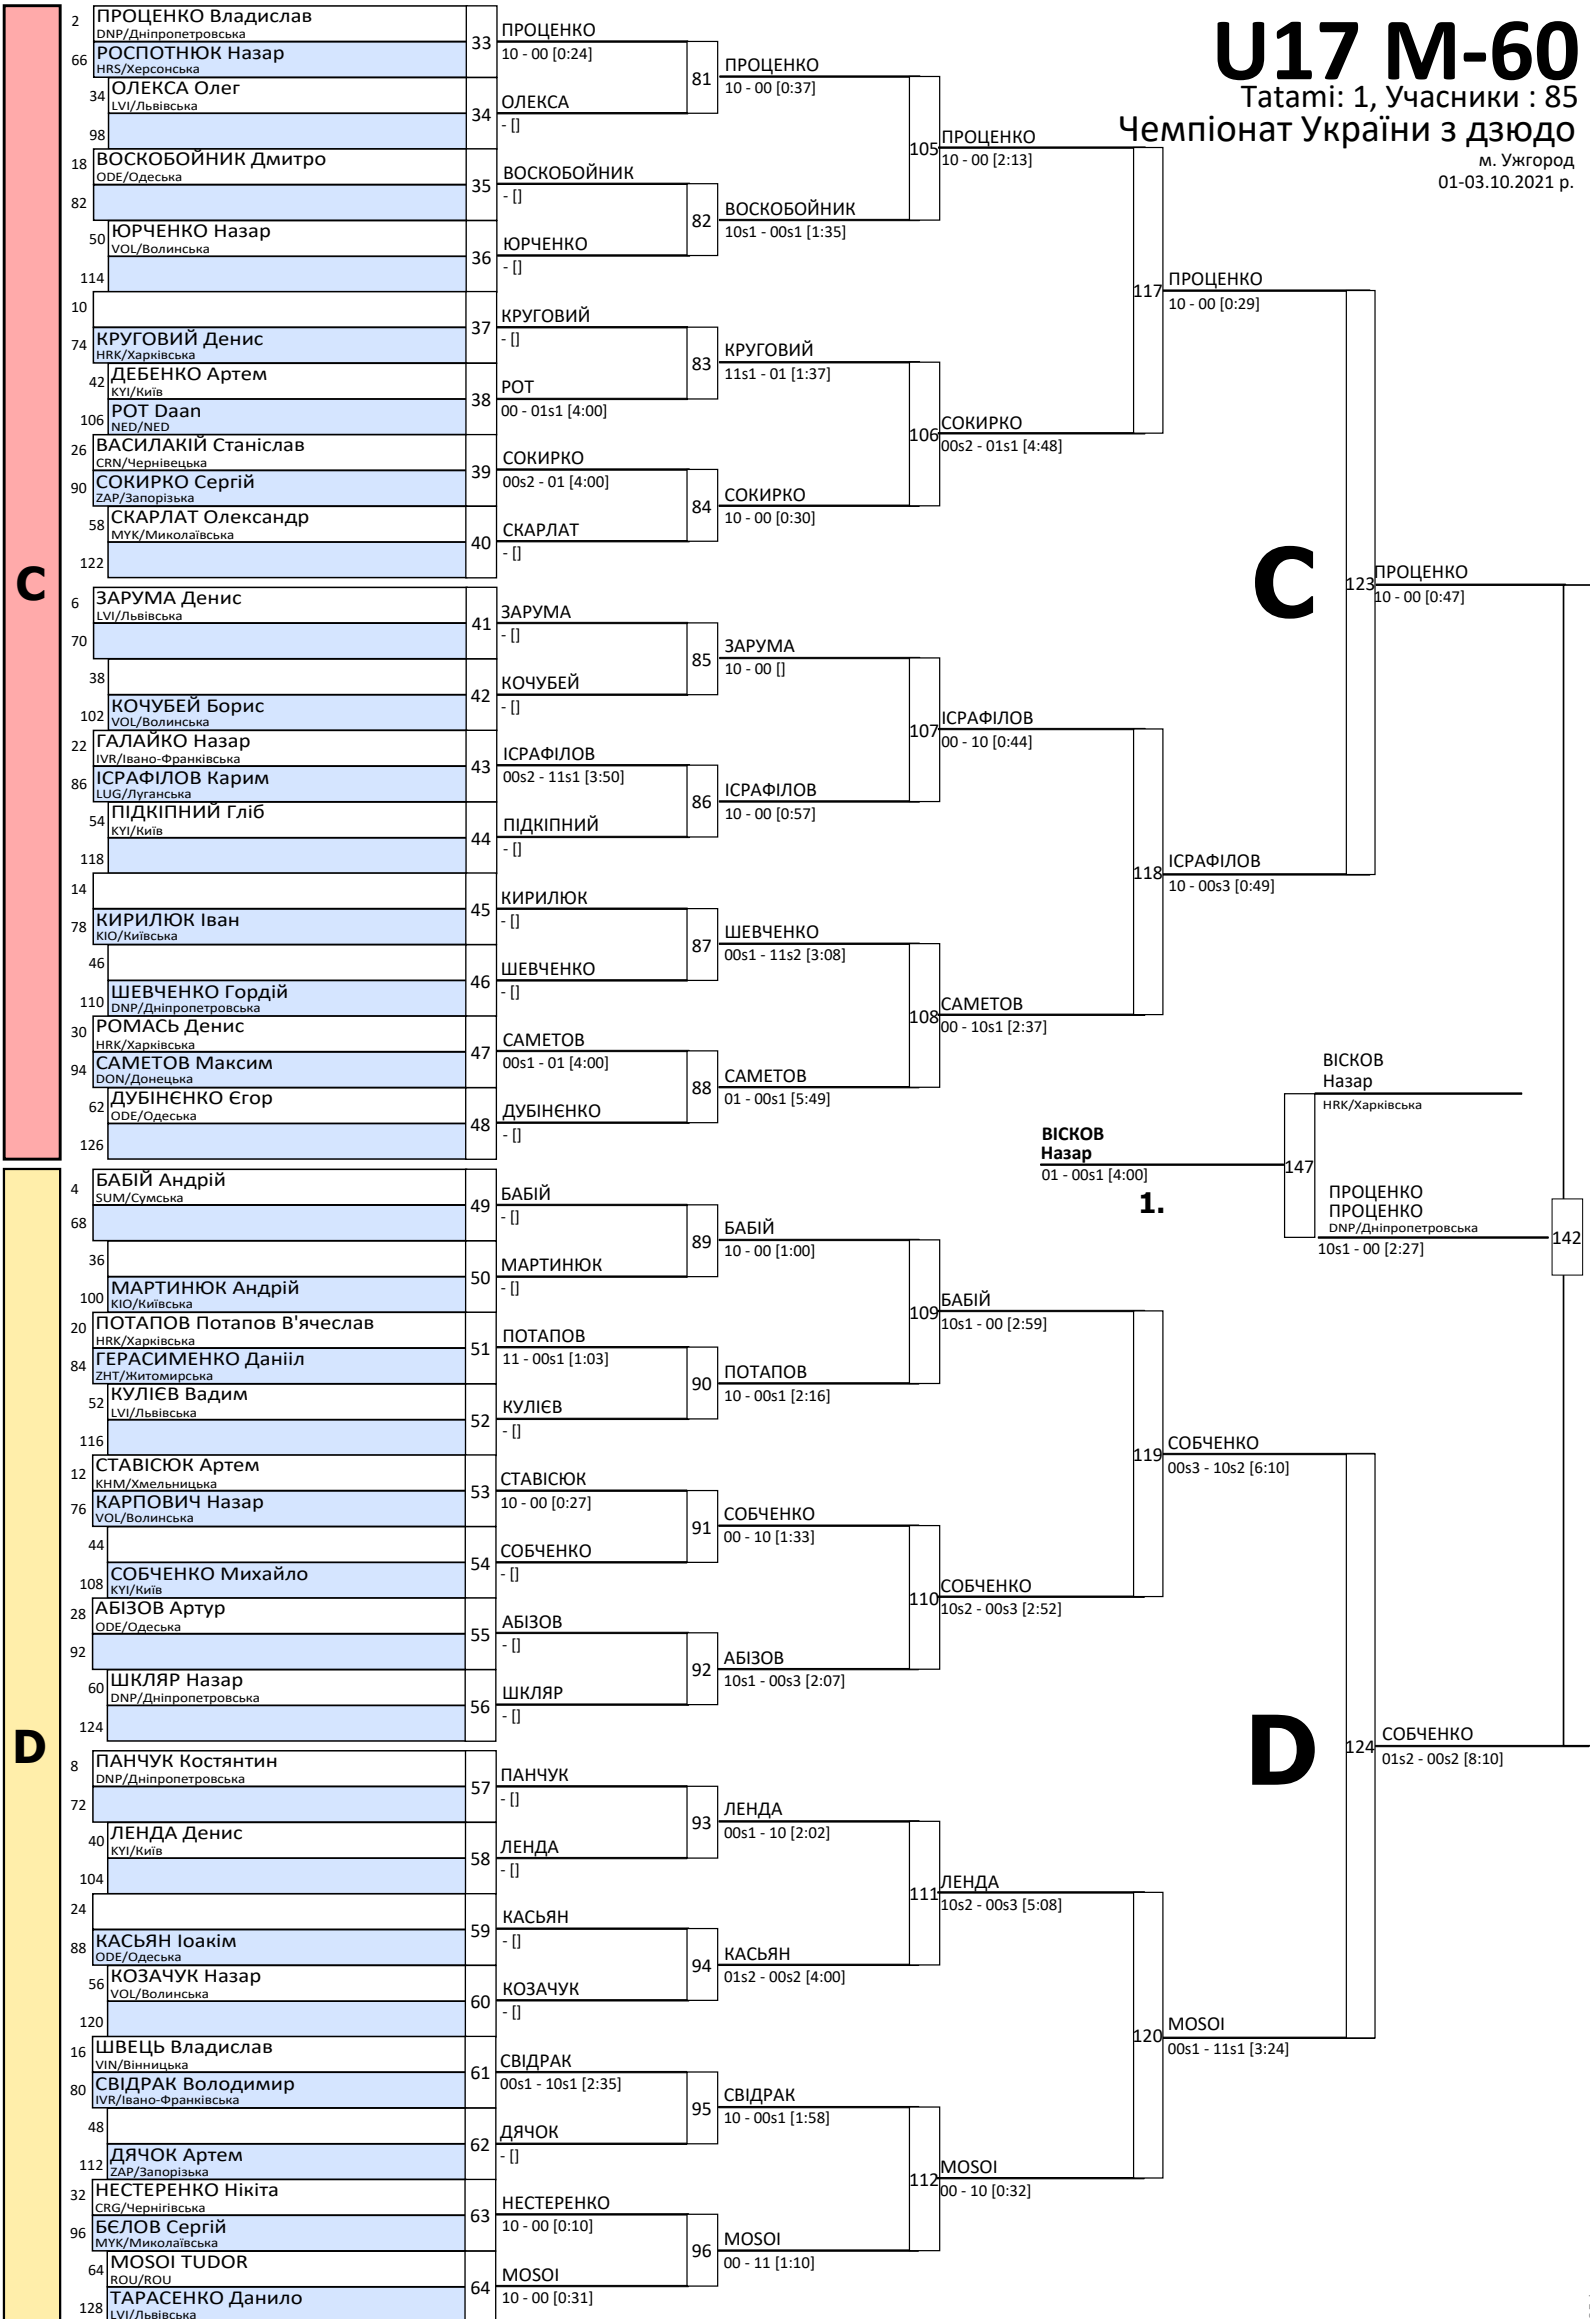 U17 M-60
Tatami: 1, Учасники : 85
Чемпіонат України з дзюдо
м. Ужгород
01-03.10.2021 р.
C
2 ПРОЦЕНКО Владислав
DNP/Дніпропетровська
33
66 РОСПОТНЮК Назар
HRS/Херсонська
34 ОЛЕКСА Олег
LVI/Львівська
34
98
18 ВОСКОБОЙНИК Дмитро
ODE/Одеська
35
82
50 ЮРЧЕНКО Назар
VOL/Волинська
36
114
10
37
74 КРУГОВИЙ Денис
HRK/Харківська
42 ДЕБЕНКО Артем
KYI/Київ
38
106 РОТ Daan
NED/NED
26 ВАСИЛАКІЙ Станіслав
CRN/Чернівецька
39
90 СОКИРКО Сергій
ZAP/Запорізька
58 СКАРЛАТ Олександр
MYK/Миколаївська
40
122
6 ЗАРУМА Денис
LVI/Львівська
41
70
38
42
102 КОЧУБЕЙ Борис
VOL/Волинська
22 ГАЛАЙКО Назар
IVR/Івано-Франківська
43
86 ІСРАФІЛОВ Карим
LUG/Луганська
54 ПІДКІПНИЙ Гліб
KYI/Київ
44
118
14
45
78 КИРИЛЮК Іван
KIO/Київська
46
46
110 ШЕВЧЕНКО Гордій
DNP/Дніпропетровська
30 РОМАСЬ Денис
HRK/Харківська
47
94 САМЕТОВ Максим
DON/Донецька
62 ДУБІНЄНКО Єгор
ODE/Одеська
48
126
D
4 БАБІЙ Андрій
SUM/Сумська
49
68
36
50
100 МАРТИНЮК Андрій
KIO/Київська
20 ПОТАПОВ Потапов В'ячеслав
HRK/Харківська
51
84 ГЕРАСИМЕНКО Данііл
ZHT/Житомирська
52 КУЛІЄВ Вадим
LVI/Львівська
52
116
12 СТАВІСЮК Артем
KHM/Хмельницька
53
76 КАРПОВИЧ Назар
VOL/Волинська
44
54
108 СОБЧЕНКО Михайло
KYI/Київ
28 АБІЗОВ Артур
ODE/Одеська
55
92
60 ШКЛЯР Назар
DNP/Дніпропетровська
56
124
8 ПАНЧУК Костянтин
DNP/Дніпропетровська
57
72
40 ЛЕНДА Денис
KYI/Київ
58
104
24
59
88 КАСЬЯН Іоакім
ODE/Одеська
56 КОЗАЧУК Назар
VOL/Волинська
60
120
16 ШВЕЦЬ Владислав
VIN/Вінницька
61
80 СВІДРАК Володимир
IVR/Івано-Франківська
48
62
112 ДЯЧОК Артем
ZAP/Запорізька
32 НЕСТЕРЕНКО Нікіта
CRG/Чернігівська
63
96 БЄЛОВ Сергій
MYK/Миколаївська
64 MOSOI TUDOR
ROU/ROU
64
128 ТАРАСЕНКО Данило
LVI/Львівська
ПРОЦЕНКО
10 - 00 [0:24]
81
ОЛЕКСА
- []
ВОСКОБОЙНИК
- []
82
ЮРЧЕНКО
- []
КРУГОВИЙ
- []
83
РОТ
00 - 01s1 [4:00]
СОКИРКО
00s2 - 01 [4:00]
84
СКАРЛАТ
- []
ЗАРУМА
- []
85
КОЧУБЕЙ
- []
ІСРАФІЛОВ
00s2 - 11s1 [3:50]
86
ПІДКІПНИЙ
- []
КИРИЛЮК
- []
87
ШЕВЧЕНКО
- []
САМЕТОВ
00s1 - 01 [4:00]
88
ДУБІНЄНКО
- []
БАБІЙ
- []
89
МАРТИНЮК
- []
ПОТАПОВ
11 - 00s1 [1:03]
90
КУЛІЄВ
- []
СТАВІСЮК
10 - 00 [0:27]
91
СОБЧЕНКО
- []
АБІЗОВ
- []
92
ШКЛЯР
- []
ПАНЧУК
- []
93
ЛЕНДА
- []
КАСЬЯН
- []
94
КОЗАЧУК
- []
СВІДРАК
00s1 - 10s1 [2:35]
95
ДЯЧОК
- []
НЕСТЕРЕНКО
10 - 00 [0:10]
96
MOSOI
10 - 00 [0:31]
ПРОЦЕНКО
10 - 00 [0:37]
105
ВОСКОБОЙНИК
10s1 - 00s1 [1:35]
КРУГОВИЙ
11s1 - 01 [1:37]
106
СОКИРКО
10 - 00 [0:30]
ЗАРУМА
10 - 00 []
107
ІСРАФІЛОВ
10 - 00 [0:57]
ШЕВЧЕНКО
00s1 - 11s2 [3:08]
108
САМЕТОВ
01 - 00s1 [5:49]
БАБІЙ
10 - 00 [1:00]
109
ПОТАПОВ
10 - 00s1 [2:16]
СОБЧЕНКО
00 - 10 [1:33]
110
АБІЗОВ
10s1 - 00s3 [2:07]
ЛЕНДА
00s1 - 10 [2:02]
111
КАСЬЯН
01s2 - 00s2 [4:00]
СВІДРАК
10 - 00s1 [1:58]
112
MOSOI
00 - 11 [1:10]
ПРОЦЕНКО
10 - 00 [2:13]
117
СОКИРКО
00s2 - 01s1 [4:48]
ІСРАФІЛОВ
00 - 10 [0:44]
118
САМЕТОВ
00 - 10s1 [2:37]
БАБІЙ
10s1 - 00 [2:59]
119
СОБЧЕНКО
10s2 - 00s3 [2:52]
ЛЕНДА
10s2 - 00s3 [5:08]
120
MOSOI
00 - 10 [0:32]
ПРОЦЕНКО
10 - 00 [0:29]
C
123
ІСРАФІЛОВ
10 - 00s3 [0:49]
СОБЧЕНКО
00s3 - 10s2 [6:10]
D
124
MOSOI
00s1 - 11s1 [3:24]
ПРОЦЕНКО
10 - 00 [0:47]
142
СОБЧЕНКО
01s2 - 00s2 [8:10]
ВІСКОВ
Назар
HRK/Харківська
147
ПРОЦЕНКО
ПРОЦЕНКО
DNP/Дніпропетровська
10s1 - 00 [2:27]
ВІСКОВ
Назар
01 - 00s1 [4:00]
1.